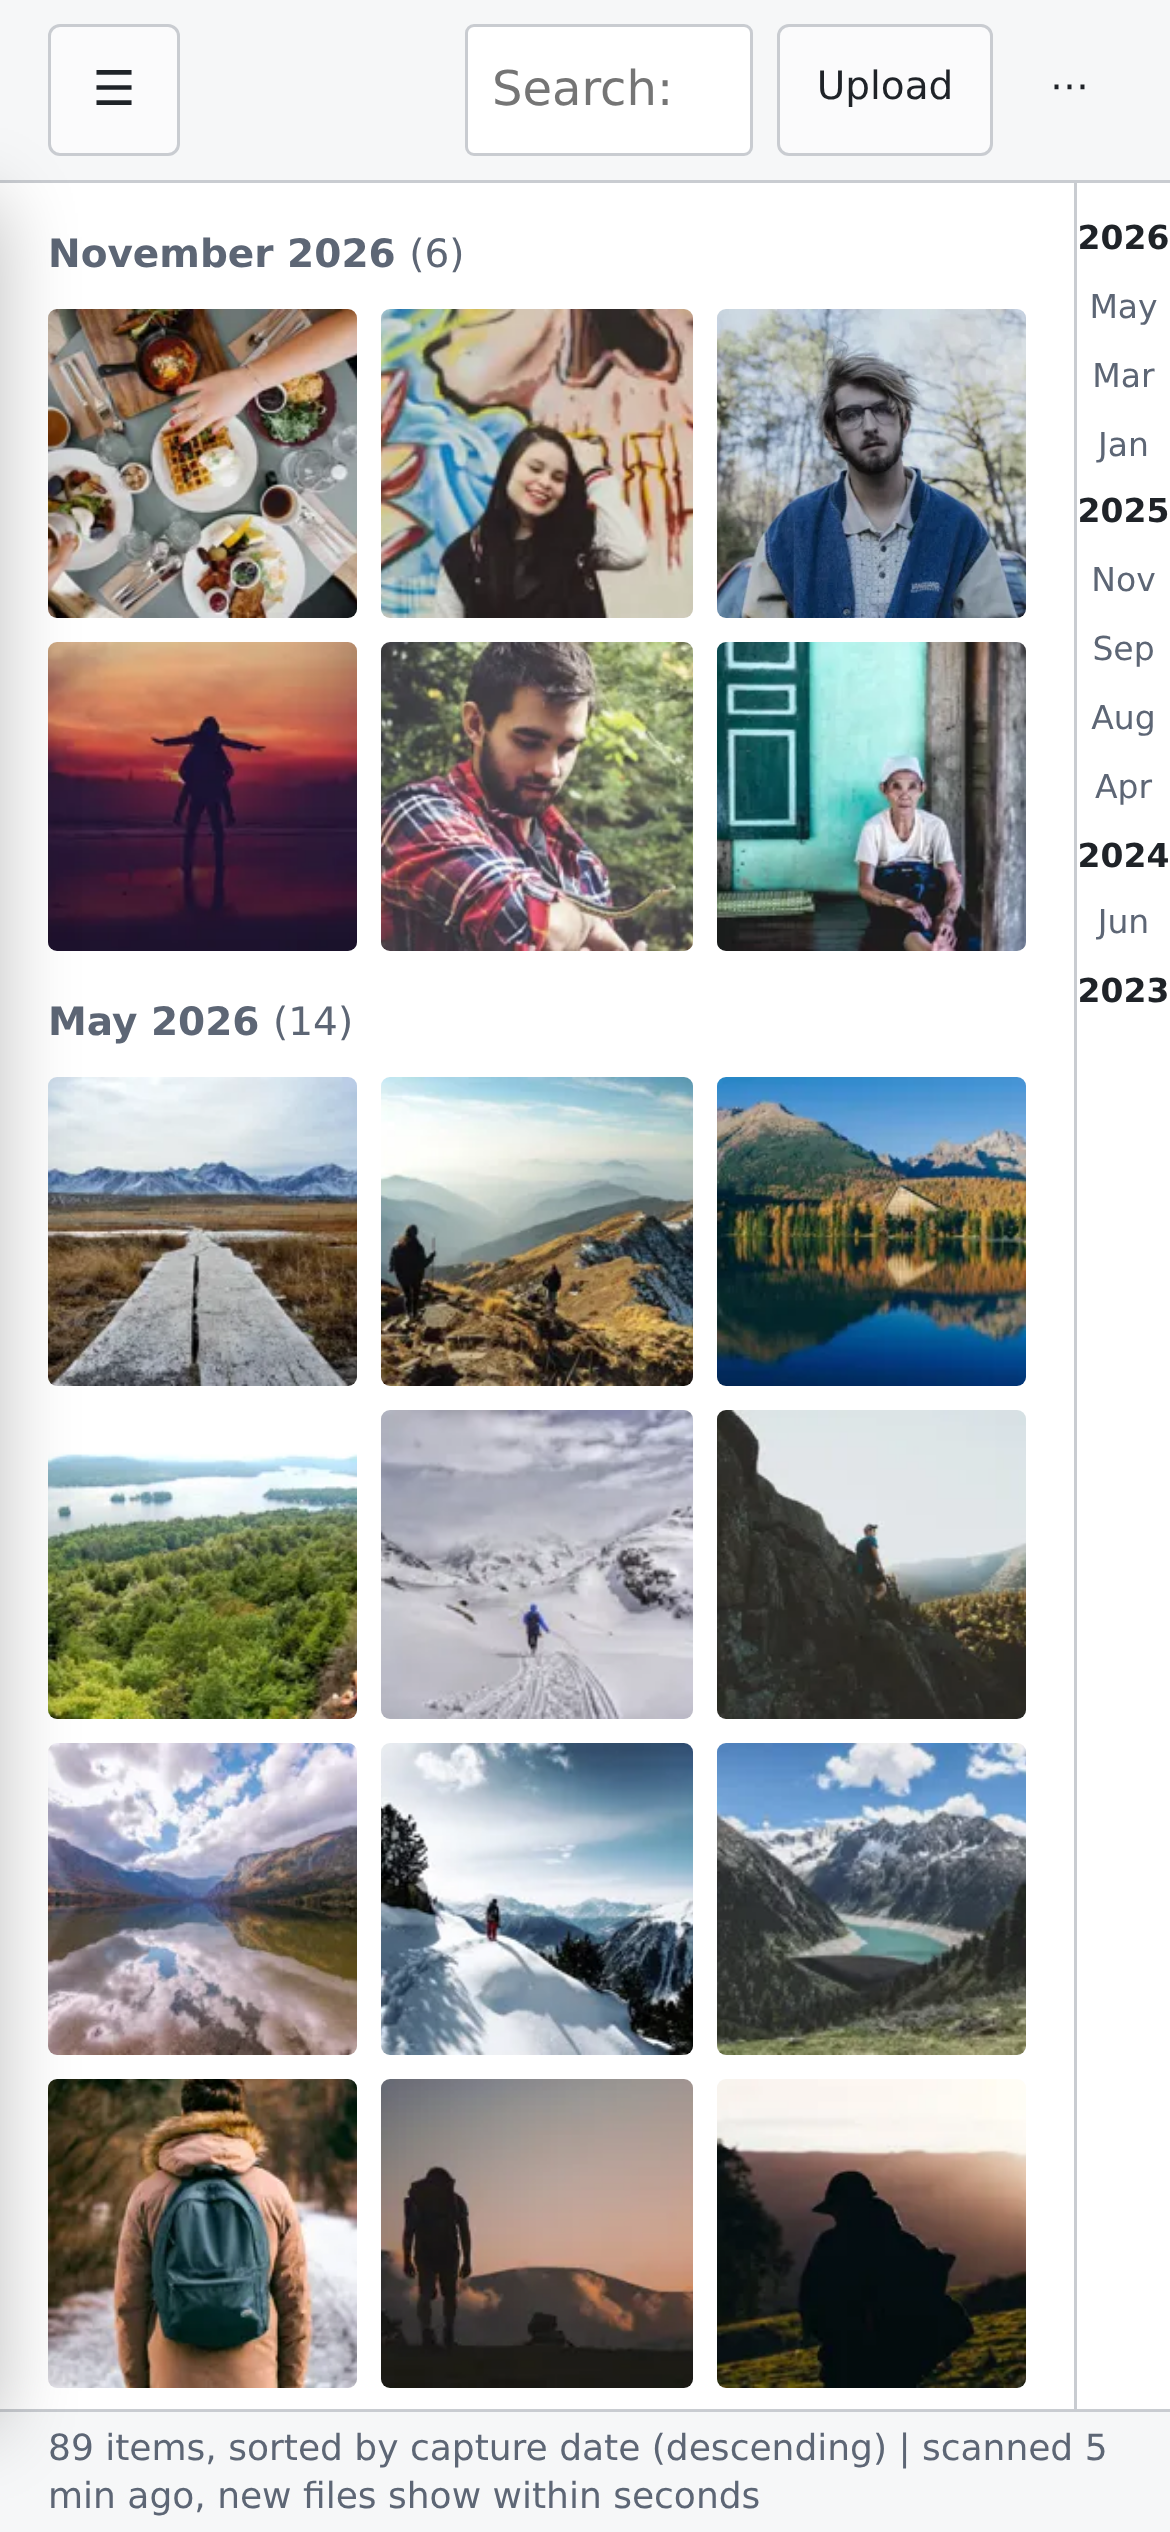 ☰ Search: Upload ...
November 2026 (6)
May 2026 (14)
2026
May
Mar
Jan
2025
Nov
Sep
Aug
Apr
2024
Jun
2023
89 items, sorted by capture date (descending) | scanned 5
min ago, new files show within seconds